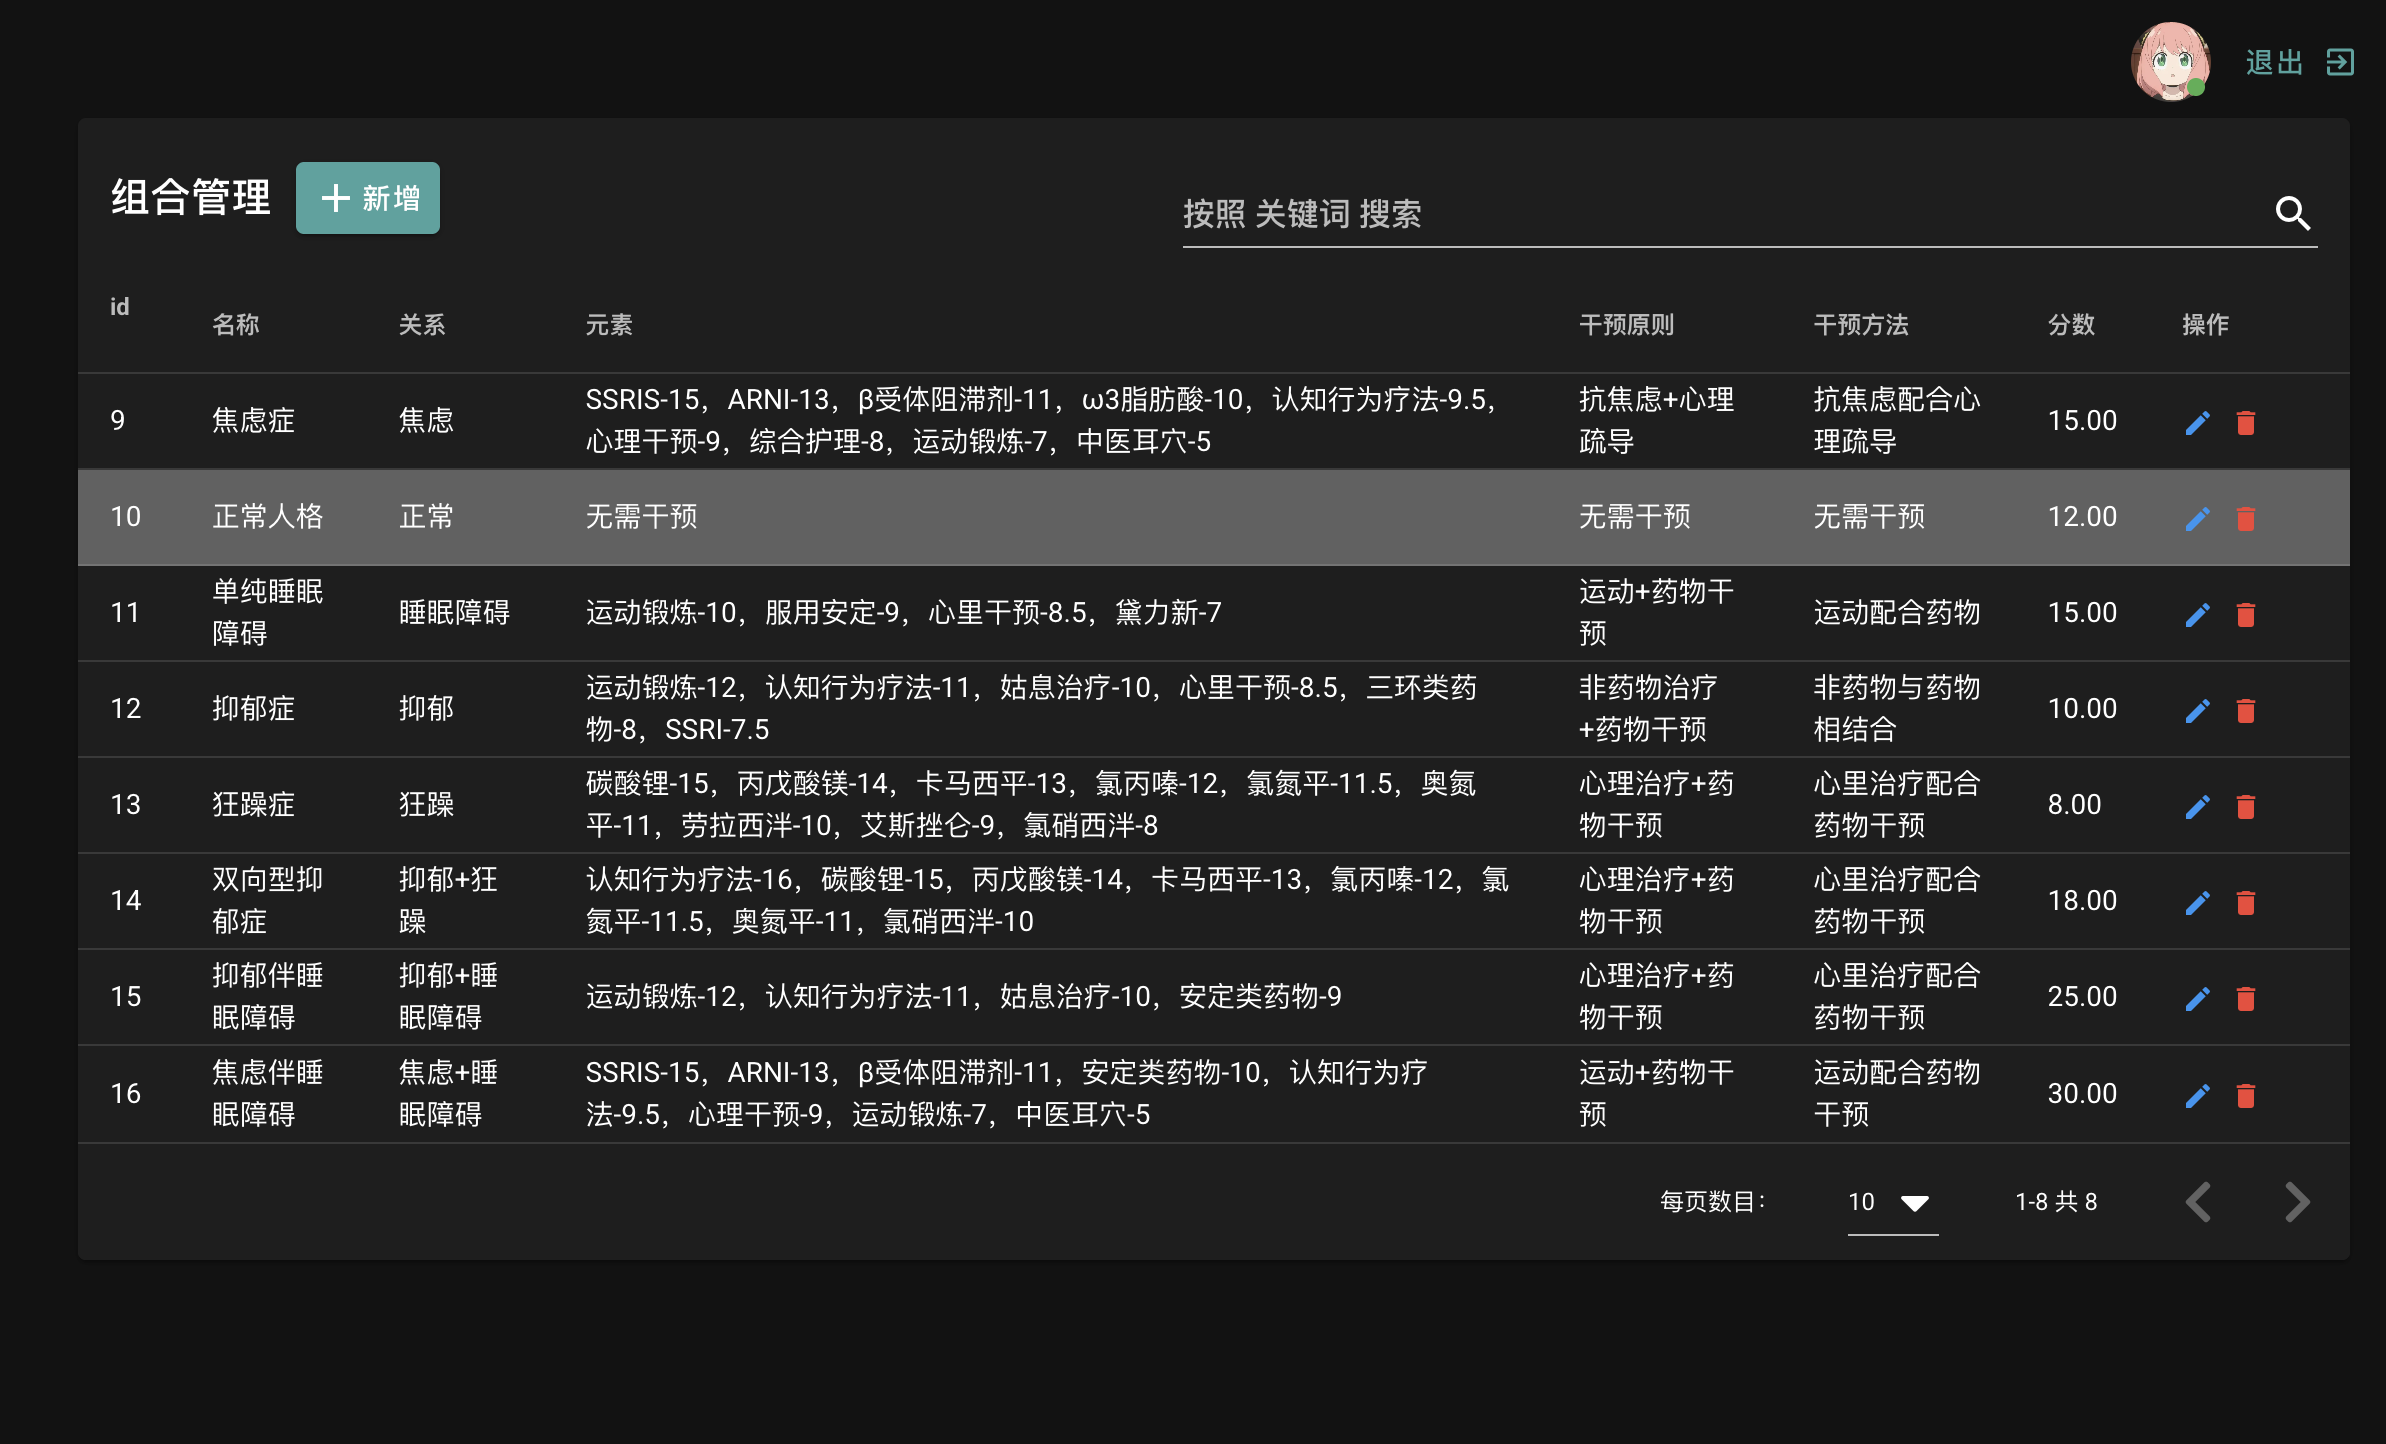 退出
组合管理
新增
按照 关键词 搜索
id 名称 关系 元素 干预原则 干预方法 分数 操作
9 焦虑症 焦虑 SSRIS-15，ARNI-13，β受体阻滞剂-11，ω3脂肪酸-10，认知行为疗法-9.5， 抗焦虑+心理 抗焦虑配合心 15.00
心理干预-9，综合护理-8，运动锻炼-7，中医耳穴-5 疏导 理疏导
10 正常人格 正常 无需干预 无需干预 无需干预 12.00
11 单纯睡眠 睡眠障碍 运动锻炼-10，服用安定-9，心里干预-8.5，黛力新-7 运动+药物干 运动配合药物 15.00
障碍 预
12 抑郁症 抑郁 运动锻炼-12，认知行为疗法-11，姑息治疗-10，心里干预-8.5，三环类药 非药物治疗 非药物与药物 10.00
物-8，SSRI-7.5 +药物干预 相结合
13 狂躁症 狂躁 碳酸锂-15，丙戊酸镁-14，卡马西平-13，氯丙嗪-12，氯氮平-11.5，奥氮 心理治疗+药 心里治疗配合 8.00
平-11，劳拉西泮-10，艾斯挫仑-9，氯硝西泮-8 物干预 药物干预
14 双向型抑 抑郁+狂 认知行为疗法-16，碳酸锂-15，丙戊酸镁-14，卡马西平-13，氯丙嗪-12，氯 心理治疗+药 心里治疗配合 18.00
郁症 躁 氮平-11.5，奥氮平-11，氯硝西泮-10 物干预 药物干预
15 抑郁伴睡 抑郁+睡 运动锻炼-12，认知行为疗法-11，姑息治疗-10，安定类药物-9 心理治疗+药 心里治疗配合 25.00
眠障碍 眠障碍 物干预 药物干预
16 焦虑伴睡 焦虑+睡 SSRIS-15，ARNI-13，β受体阻滞剂-11，安定类药物-10，认知行为疗 运动+药物干 运动配合药物 30.00
眠障碍 眠障碍 法-9.5，心理干预-9，运动锻炼-7，中医耳穴-5 预 干预
每页数目： 10 1-8 共 8